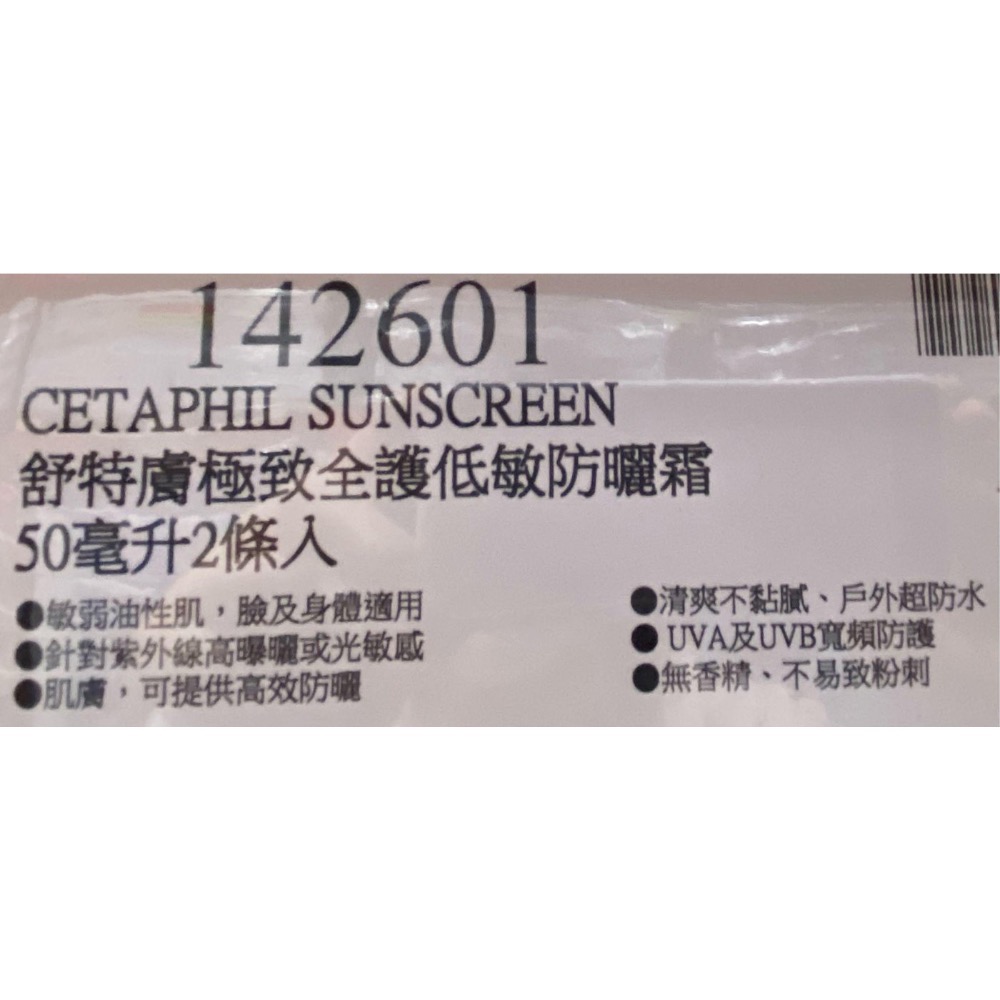 142601
CETAPHIL SUNSCREEN
舒特膚極致全護低敏防曬霜
50毫升2條入
●敏弱油性肌，臉及身體適用
●針對紫外線高曝曬或光敏感
●肌膚，可提供高效防曬
●清爽不黏膩、戶外超防水
●UVA及UVB寬頻防護
●無香精、不易致粉刺